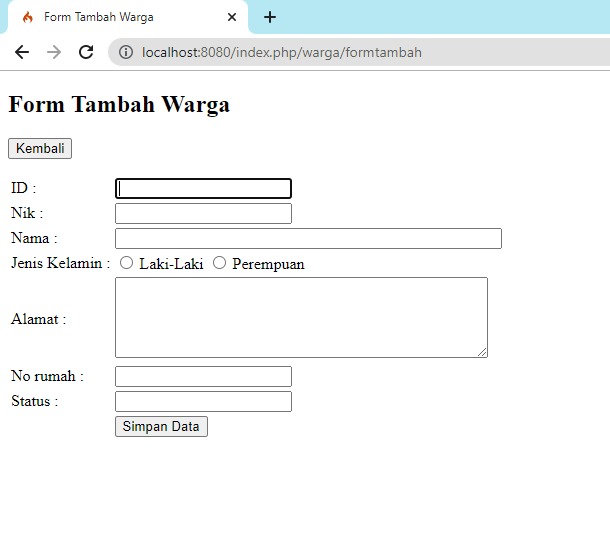 Form Tambah Warga
localhost:8080/index.php/warga/formtambah
Form Tambah Warga
Kembali
ID :
Nik :
Nama :
Jenis Kelamin : Laki-Laki Perempuan
Alamat :
No rumah :
Status :
Simpan Data